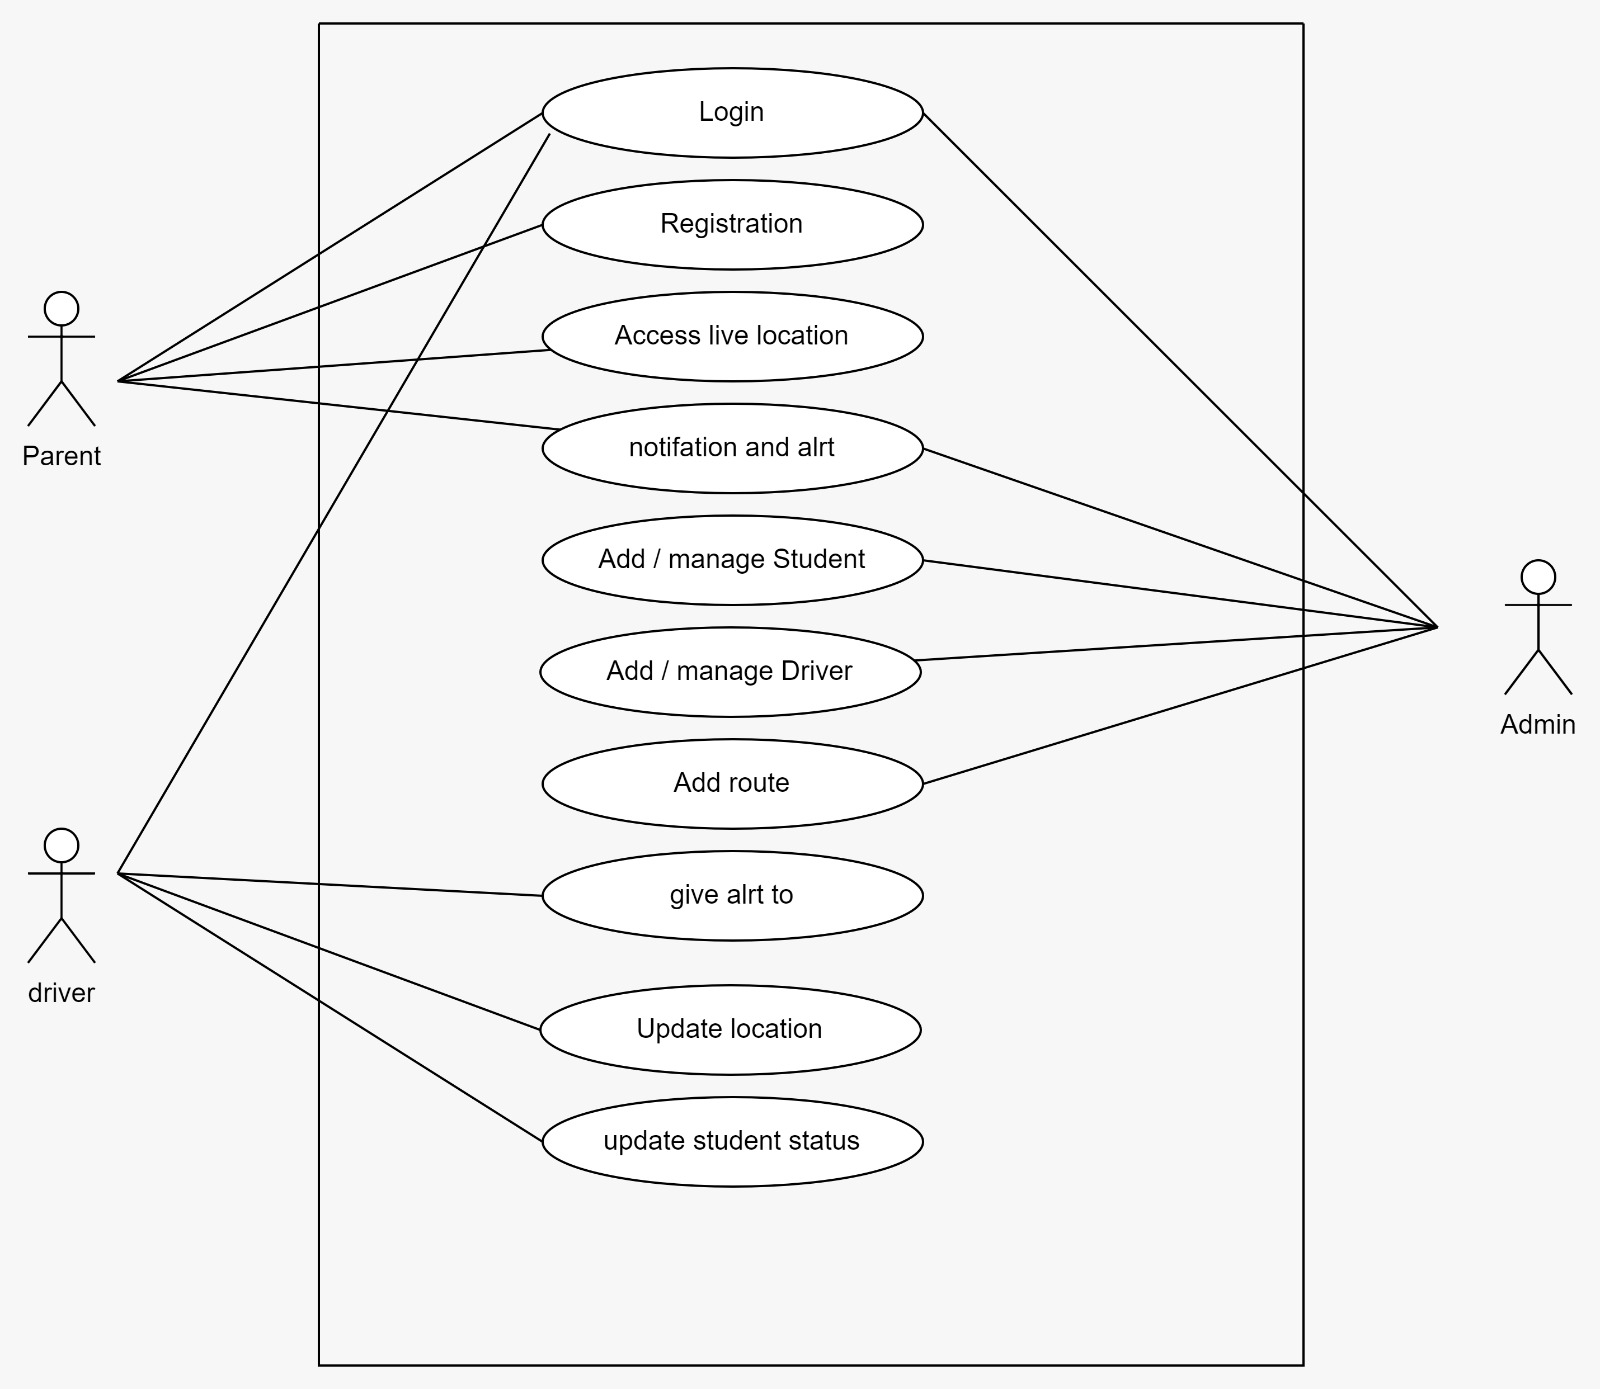 Login
Registration
Access live location
notifation and alrt
Add / manage Student
Add / manage Driver
Add route
give alrt to
Update location
update student status
Parent
driver
Admin